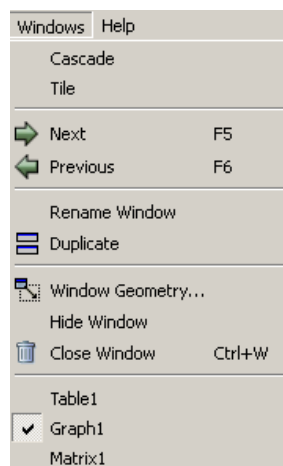 Windows Help
Cascade
Tile
Next F5
Previous F6
Rename Window
Duplicate
Window Geometry...
Hide Window
Close Window Ctrl+W
Table1
Graph1
Matrix1